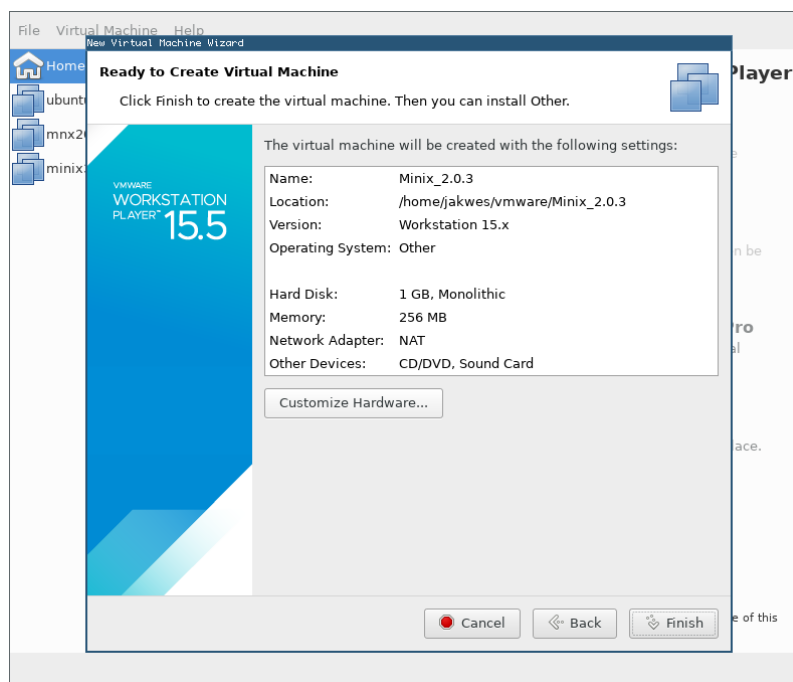 File Virtual Machine Help
New Virtual Machine Wizard
Home
ubunt
mnx2
minix
Ready to Create Virtual Machine
Click Finish to create the virtual machine. Then you can install Other.
Player
The virtual machine will be created with the following settings:
VMWARE
WORKSTATION
PLAYER™ 15.5
Name: Minix_2.0.3
Location: /home/jakwes/vmware/Minix_2.0.3
Version: Workstation 15.x
Operating System: Other
Hard Disk: 1 GB, Monolithic
Memory: 256 MB
Network Adapter: NAT
Other Devices: CD/DVD, Sound Card
Customize Hardware...
n be
ro
al
ace.
Cancel
Back
Finish
e of this